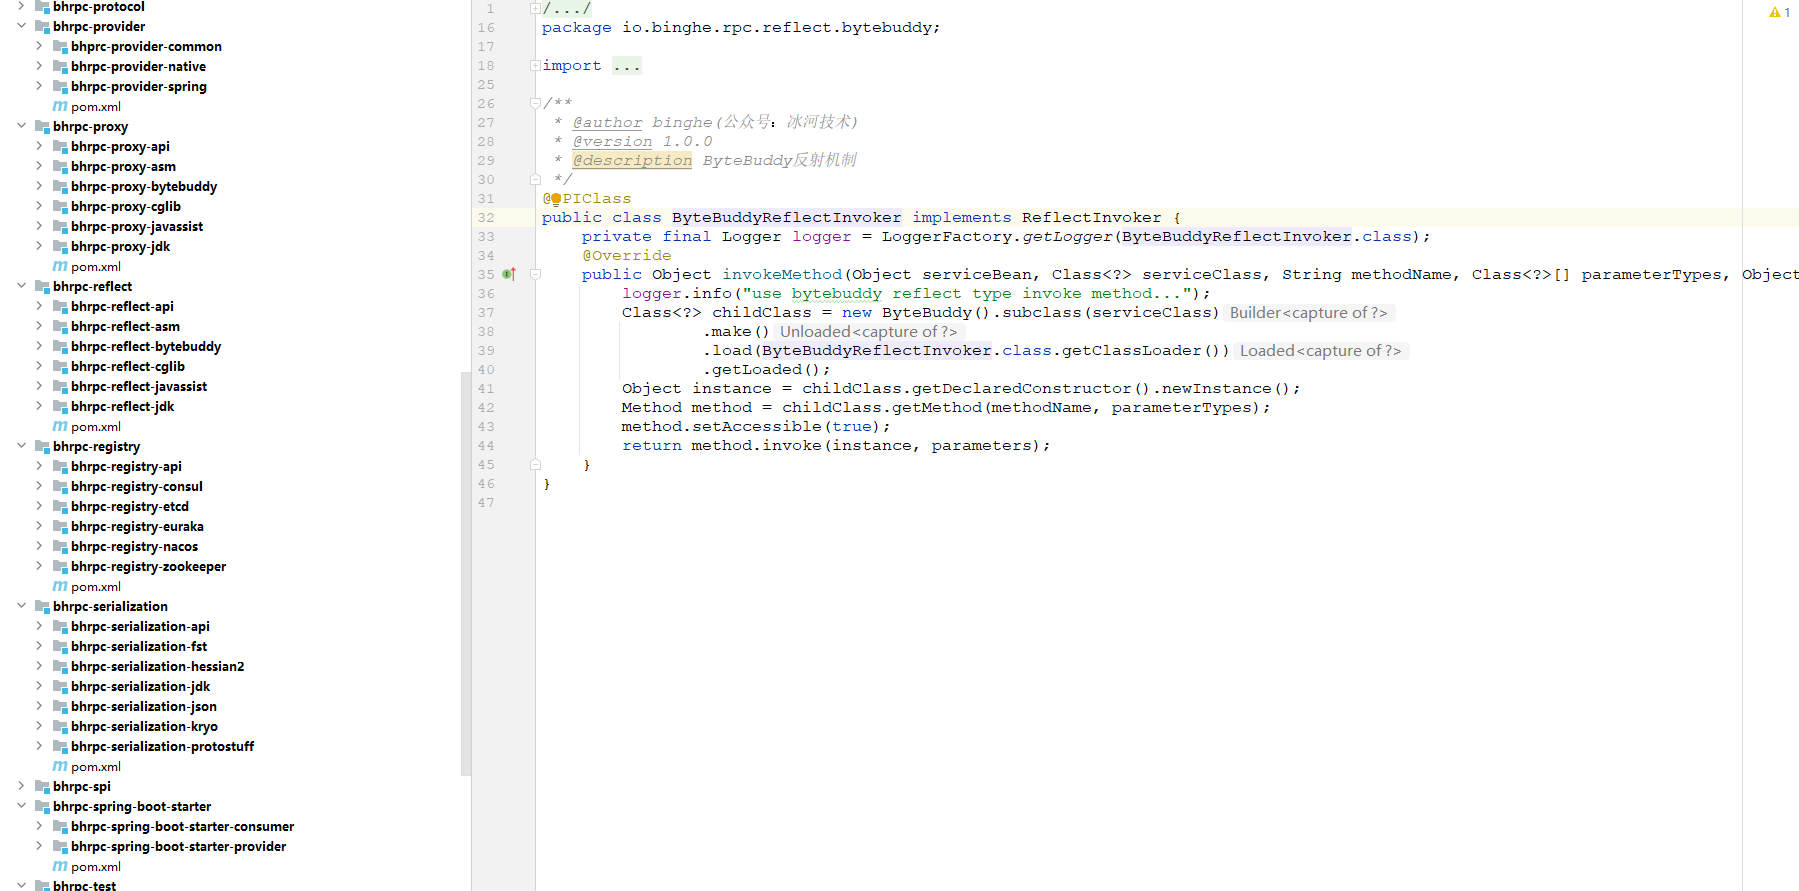 bhrpc-protocol
bhrpc-provider
bhprc-provider-common
bhrpc-provider-native
bhrpc-provider-spring
pom.xml
bhrpc-proxy
bhrpc-proxy-api
bhrpc-proxy-asm
bhrpc-proxy-bytebuddy
bhrpc-proxy-cglib
bhrpc-proxy-javassist
bhrpc-proxy-jdk
pom.xml
bhrpc-reflect
bhrpc-reflect-api
bhrpc-reflect-asm
bhrpc-reflect-bytebuddy
bhrpc-reflect-cglib
bhrpc-reflect-javassist
bhrpc-reflect-jdk
pom.xml
bhrpc-registry
bhrpc-registry-api
bhrpc-registry-consul
bhrpc-registry-etcd
bhrpc-registry-euraka
bhrpc-registry-nacos
bhrpc-registry-zookeeper
pom.xml
bhrpc-serialization
bhrpc-serialization-api
bhrpc-serialization-fst
bhrpc-serialization-hessian2
bhrpc-serialization-jdk
bhrpc-serialization-json
bhrpc-serialization-kryo
bhrpc-serialization-protostuff
pom.xml
bhrpc-spi
bhrpc-spring-boot-starter
bhrpc-spring-boot-starter-consumer
bhrpc-spring-boot-starter-provider
pom.xml
bhrpc-test
1 /.../
16 package io.binghe.rpc.reflect.bytebuddy;
17
18 import ...
25
26 /**
27 * @author binghe(公众号：冰河技术)
28 * @version 1.0.0
29 * @description ByteBuddy反射机制
30 */
31 @PIClass
32 public class ByteBuddyReflectInvoker implements ReflectInvoker {
33 private final Logger logger = LoggerFactory.getLogger(ByteBuddyReflectInvoker.class);
34 @Override
35 public Object invokeMethod(Object serviceBean, Class<?> serviceClass, String methodName, Class<?>[] parameterTypes, Object
36 logger.info("use bytebuddy reflect type invoke method...");
37 Class<?> childClass = new ByteBuddy().subclass(serviceClass) Builder<capture of ?>
38 .make() Unloaded<capture of ?>
39 .load(ByteBuddyReflectInvoker.class.getClassLoader()) Loaded<capture of ?>
40 .getLoaded();
41 Object instance = childClass.getDeclaredConstructor().newInstance();
42 Method method = childClass.getMethod(methodName, parameterTypes);
43 method.setAccessible(true);
44 return method.invoke(instance, parameters);
45 }
46 }
47
1